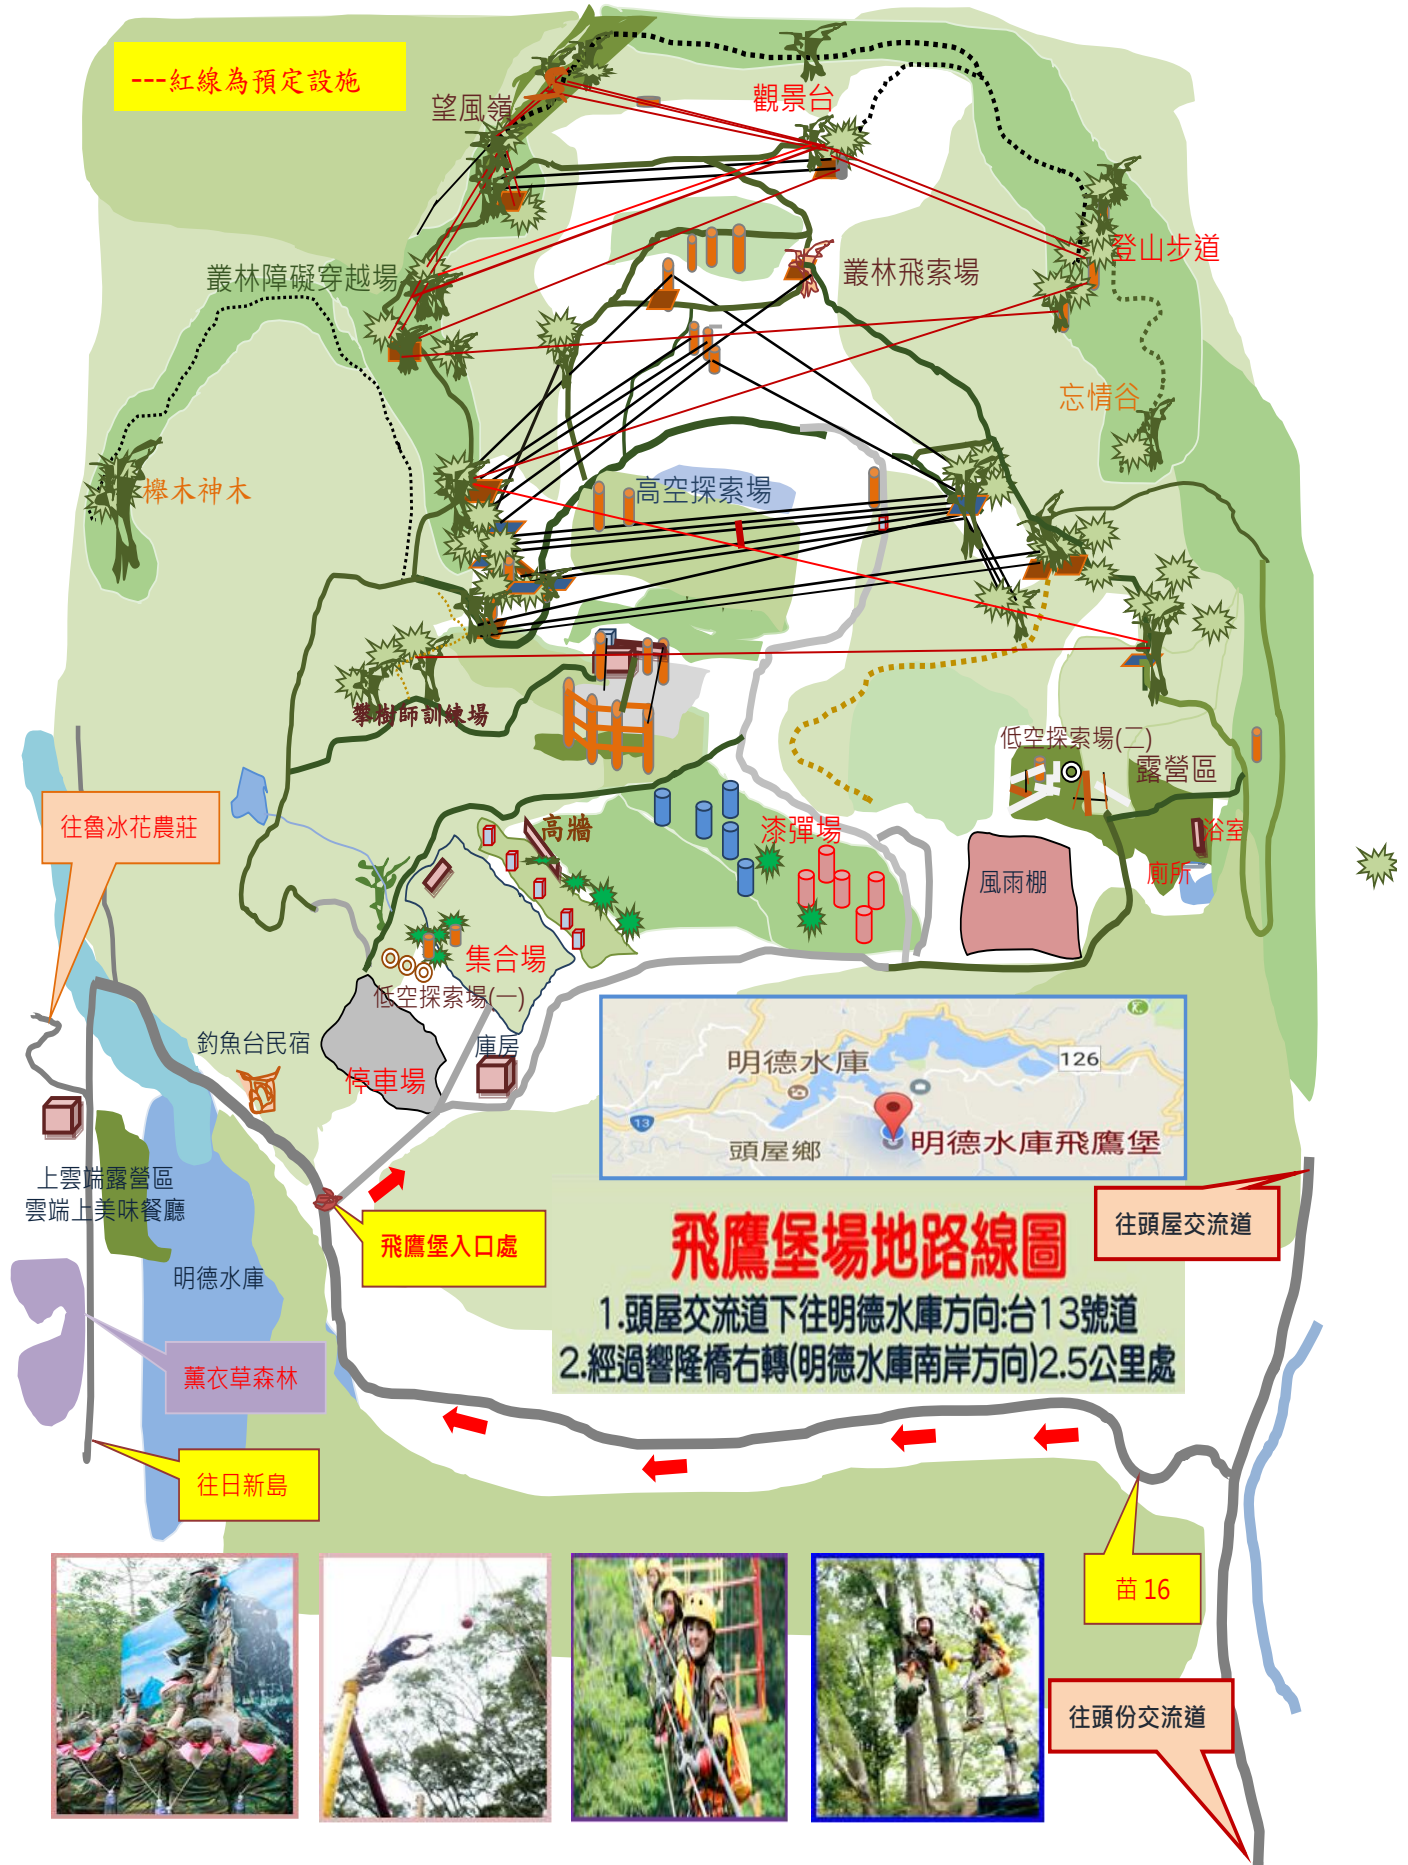 ---紅線為預定設施
望風嶺
觀景台
叢林障礙穿越場
叢林飛索場
登山步道
忘情谷
櫸木神木
高空探索場
攀樹師訓練場
低空探索場(二)
露營區
往魯冰花農莊
高牆
漆彈場
浴室
廁所
風雨棚
集合場
低空探索場(一)
釣魚台民宿
庫房
停車場
明德水庫
126
13
頭屋鄉
明德水庫飛鷹堡
上雲端露營區
雲端上美味餐廳
飛鷹堡入口處
往頭屋交流道
飛鷹堡場地路線圖
1.頭屋交流道下往明德水庫方向:台13號道
2.經過響隆橋右轉(明德水庫南岸方向)2.5公里處
明德水庫
薰衣草森林
往日新島
苗 16
往頭份交流道